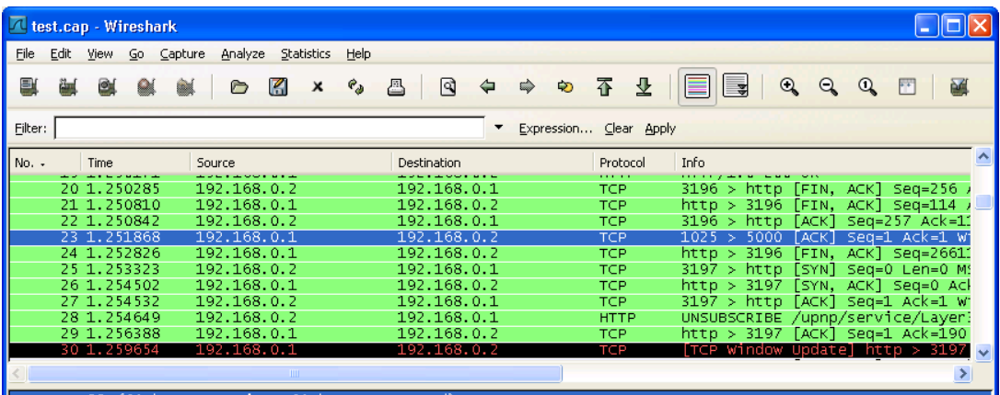 test.cap - Wireshark
File Edit View Go Capture Analyze Statistics Help
Filter: Expression... Clear Apply
No. - Time Source Destination Protocol Info
20 1.250285 192.168.0.2 192.168.0.1 TCP 3196 > http [FIN, ACK] Seq=256
21 1.250810 192.168.0.1 192.168.0.2 TCP http > 3196 [FIN, ACK] Seq=114
22 1.250842 192.168.0.2 192.168.0.1 TCP 3196 > http [ACK] Seq=257 Ack=11
23 1.251868 192.168.0.1 192.168.0.2 TCP 1025 > 5000 [ACK] Seq=1 Ack=1
24 1.252826 192.168.0.1 192.168.0.2 TCP http > 3196 [FIN, ACK] Seq=2661
25 1.253323 192.168.0.2 192.168.0.1 TCP 3197 > http [SYN] Seq=0 Len=0 MS
26 1.254502 192.168.0.1 192.168.0.2 TCP http > 3197 [SYN, ACK] Seq=0 Ack
27 1.254532 192.168.0.2 192.168.0.1 TCP 3197 > http [ACK] Seq=1 Ack=1
28 1.254649 192.168.0.2 192.168.0.1 HTTP UNSUBSCRIBE /upnp/service/Layer3
29 1.256388 192.168.0.1 192.168.0.2 TCP http > 3197 [ACK] Seq=190
30 1.259654 192.168.0.1 192.168.0.2 TCP [TCP Window Update] http > 3197